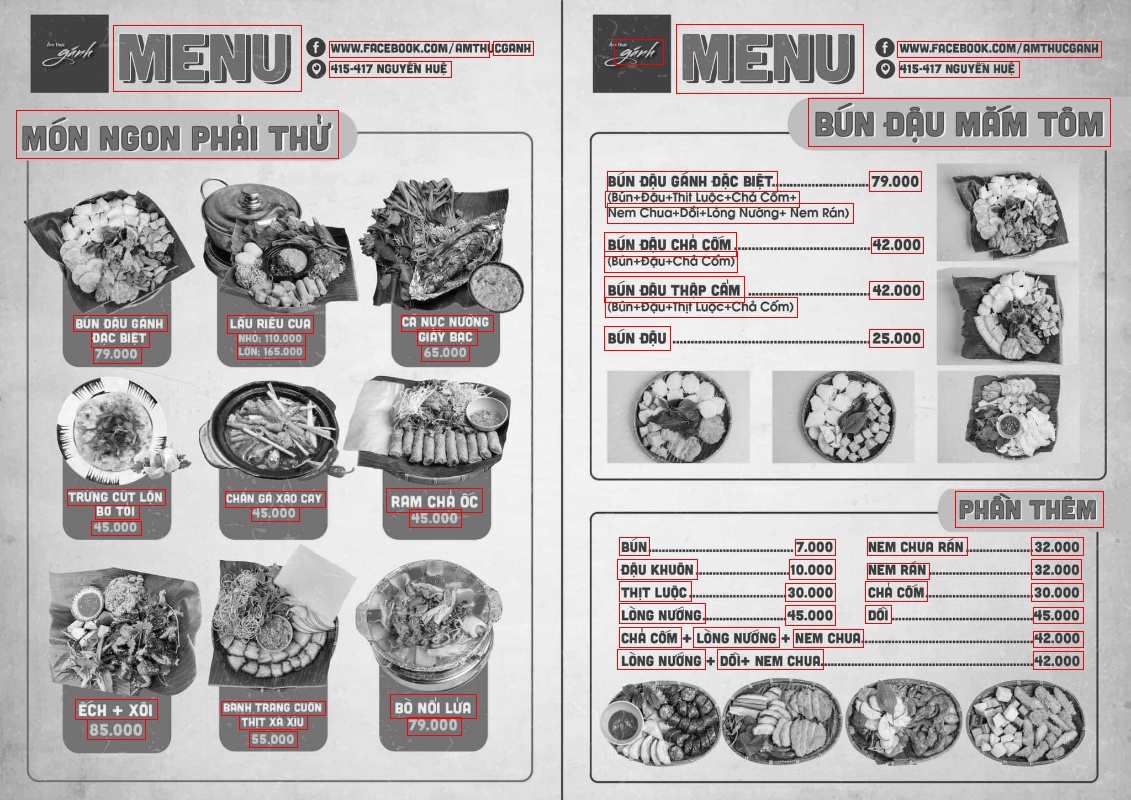 Ẩm thực
gánh
MENU
WWW.FACEBOOK.COM/AMTHUCGANH
415-417 NGUYỄN HUỆ
MÓN NGON PHẢI THỬ
BÚN ĐẬU GÁNH
ĐẶC BIỆT
79.000
LẨU RIÊU CUA
NHỎ: 110.000
LỚN: 165.000
CÁ NỤC NƯỚNG
GIẤY BẠC
65.000
TRỨNG CÚT LỘN
BƠ TỎI
45.000
CHÂN GÀ XÀO CAY
45.000
RAM CHẢ ỐC
45.000
ẾCH + XÔI
85.000
BÁNH TRÁNG CUỐN
THỊT XÁ XÍU
55.000
BÒ NỒI LỬA
79.000
Ẩm thực
gánh
MENU
WWW.FACEBOOK.COM/AMTHUCGANH
415-417 NGUYỄN HUỆ
BÚN ĐẬU MẮM TÔM
BÚN ĐẬU GÁNH ĐẶC BIỆT 79.000
(Bún+Đậu+Thịt Luộc+Chả Cốm+
Nem Chua+Dồi+Lòng Nướng+ Nem Rán)
BÚN ĐẬU CHẢ CỐM 42.000
(Bún+Đậu+Chả Cốm)
BÚN ĐẬU THẬP CẨM 42.000
(Bún+Đậu+Thịt Luộc+Chả Cốm)
BÚN ĐẬU 25.000
PHẦN THÊM
BÚN 7.000
ĐẬU KHUÔN 10.000
THỊT LUỘC 30.000
LÒNG NƯỚNG 45.000
NEM CHUA RÁN 32.000
NEM RÁN 32.000
CHẢ CỐM 30.000
DỒI 45.000
CHẢ CỐM + LÒNG NƯỚNG + NEM CHUA 42.000
LÒNG NƯỚNG + DỒI+ NEM CHUA 42.000